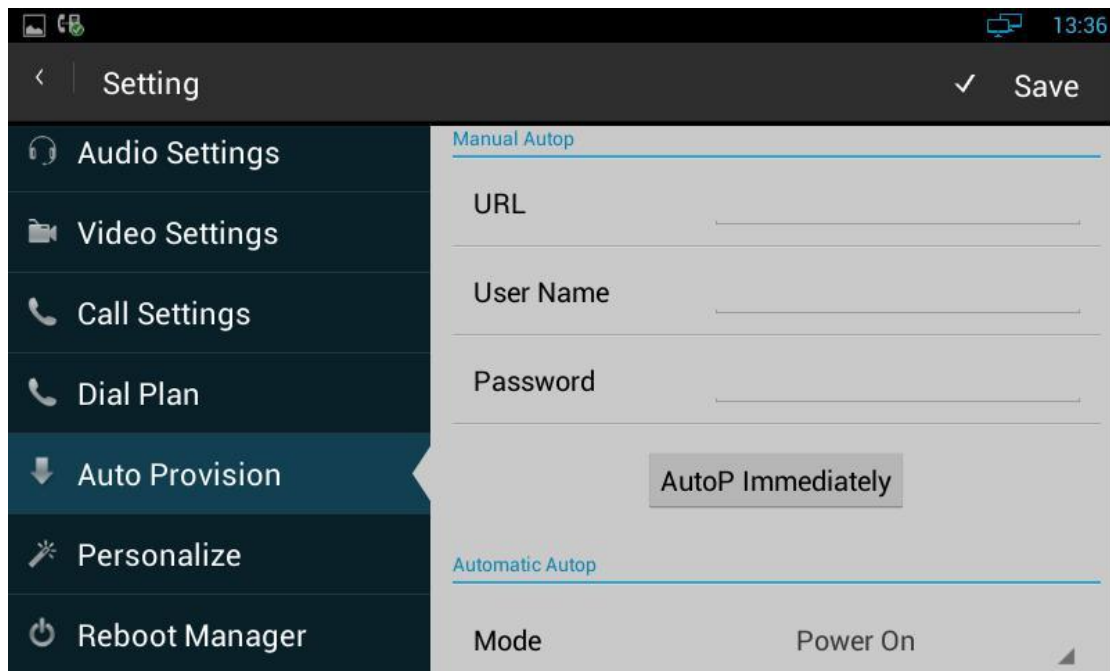 13:36
Setting
Save
Audio Settings
Video Settings
Call Settings
Dial Plan
Auto Provision
Personalize
Reboot Manager
Manual Autop
URL
User Name
Password
AutoP Immediately
Automatic Autop
Mode Power On